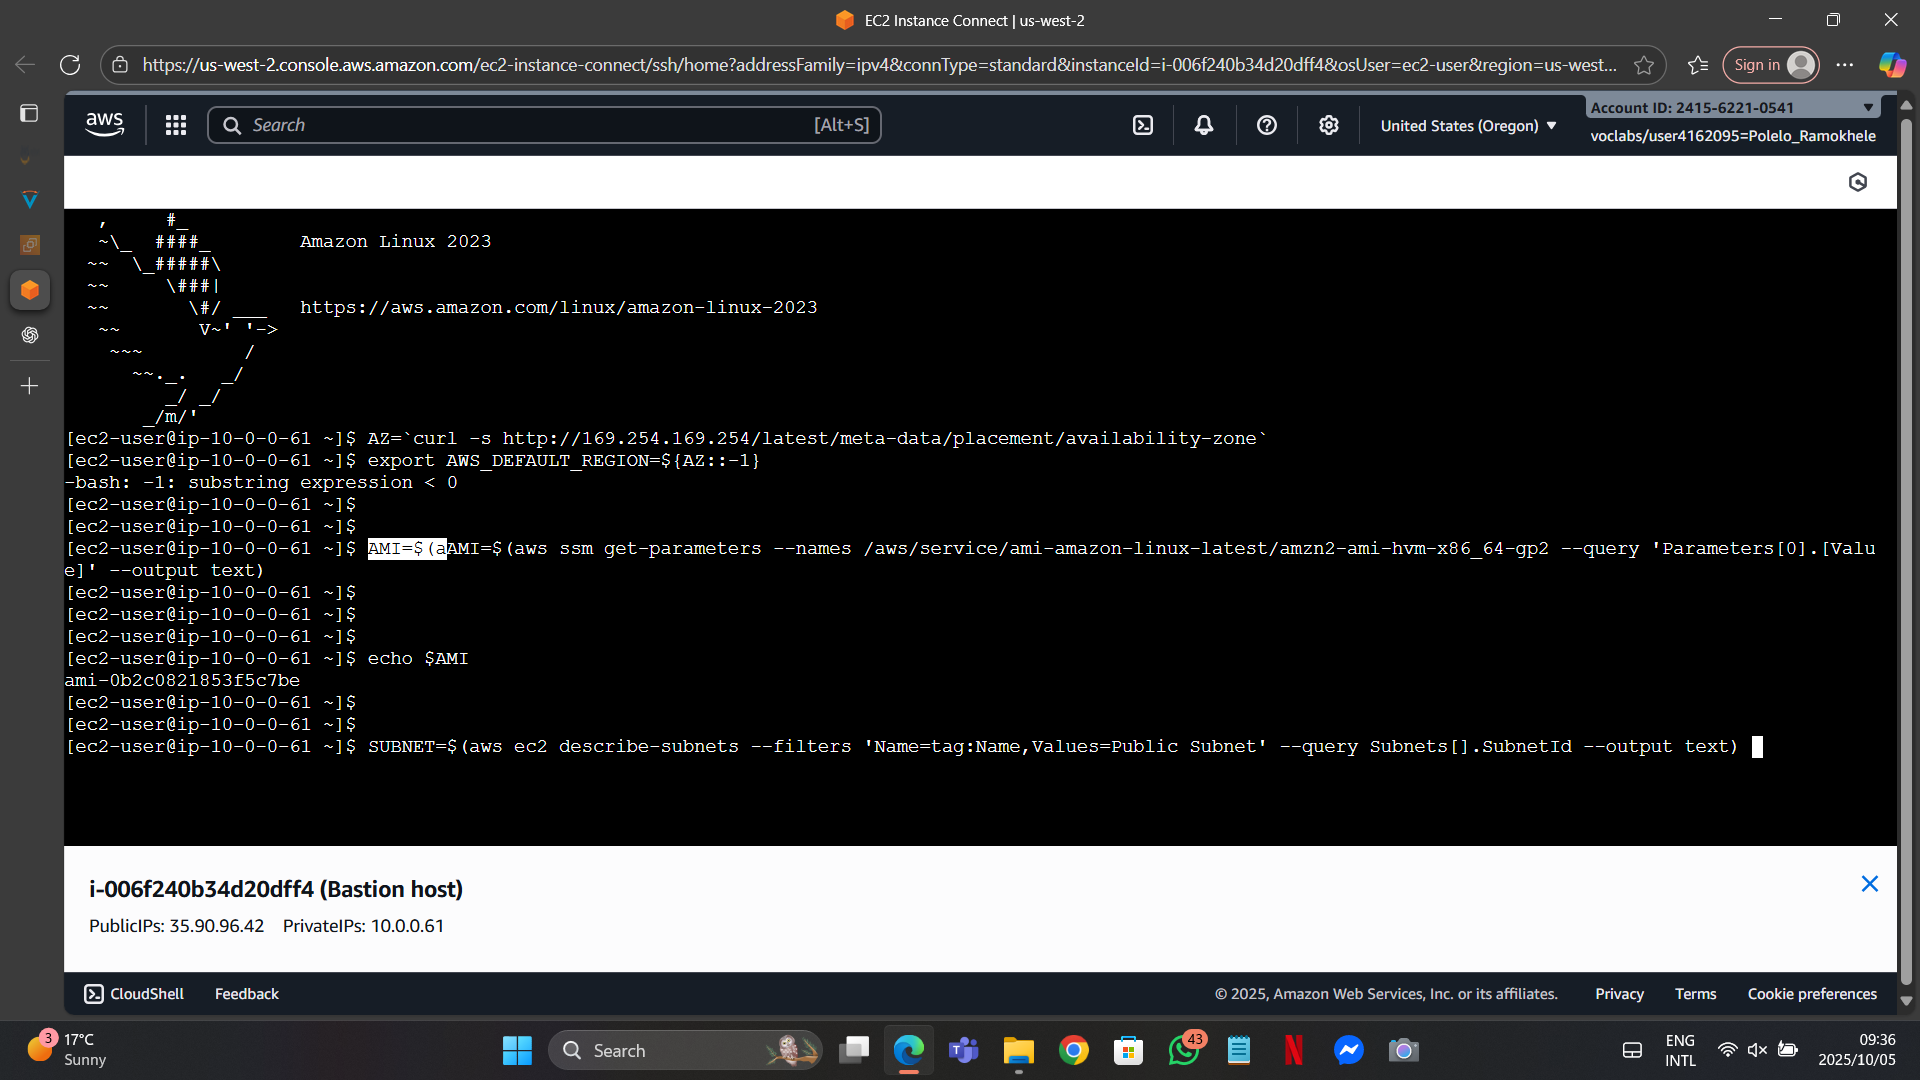 EC2 Instance Connect | us-west-2
https://us-west-2.console.aws.amazon.com/ec2-instance-connect/ssh/home?addressFamily=ipv4&connType=standard&instanceId=i-006f240b34d20dff4&osUser=ec2-user&region=us-west...
Sign in
aws
Search
[Alt+S]
United States (Oregon)
Account ID: 2415-6221-0541
voclabs/user4162095=Polelo_Ramokhele
   ,     #_
   ~\_  ####_        Amazon Linux 2023
  ~~  \_#####\
  ~~     \###|
  ~~       \#/ ___   https://aws.amazon.com/linux/amazon-linux-2023
   ~~       V~' '->
    ~~~         /
      ~~._.   _/
         _/ _/
       _/m/'
[ec2-user@ip-10-0-0-61 ~]$ AZ=`curl -s http://169.254.169.254/latest/meta-data/placement/availability-zone`
[ec2-user@ip-10-0-0-61 ~]$ export AWS_DEFAULT_REGION=${AZ::-1}
-bash: -1: substring expression < 0
[ec2-user@ip-10-0-0-61 ~]$
[ec2-user@ip-10-0-0-61 ~]$
[ec2-user@ip-10-0-0-61 ~]$ AMI=$(aAMI=$(aws ssm get-parameters --names /aws/service/ami-amazon-linux-latest/amzn2-ami-hvm-x86_64-gp2 --query 'Parameters[0].[Valu
e]' --output text)
[ec2-user@ip-10-0-0-61 ~]$
[ec2-user@ip-10-0-0-61 ~]$
[ec2-user@ip-10-0-0-61 ~]$
[ec2-user@ip-10-0-0-61 ~]$ echo $AMI
ami-0b2c0821853f5c7be
[ec2-user@ip-10-0-0-61 ~]$
[ec2-user@ip-10-0-0-61 ~]$
[ec2-user@ip-10-0-0-61 ~]$ SUBNET=$(aws ec2 describe-subnets --filters 'Name=tag:Name,Values=Public Subnet' --query Subnets[].SubnetId --output text)
i-006f240b34d20dff4 (Bastion host)
PublicIPs: 35.90.96.42 PrivateIPs: 10.0.0.61
CloudShell Feedback © 2025, Amazon Web Services, Inc. or its affiliates. Privacy Terms Cookie preferences
3
17°C
Sunny
Search
43
ENG
INTL
09:36
2025/10/05